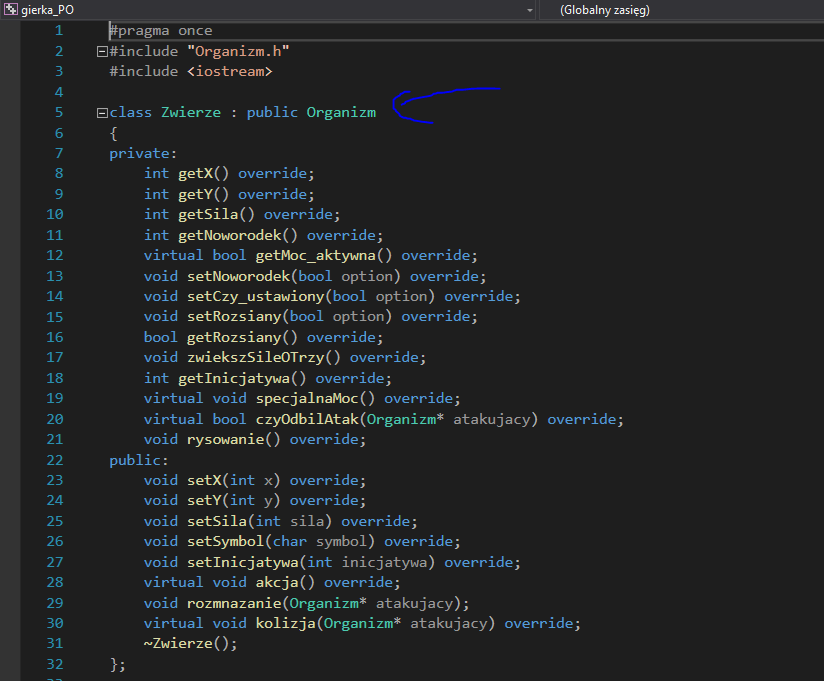 gierka_PO (Globalny zasięg)
1 #pragma once
2 #include "Organizm.h"
3 #include <iostream>
4
5 class Zwierze : public Organizm
6 {
7 private:
8 int getX() override;
9 int getY() override;
10 int getSila() override;
11 int getNoworodek() override;
12 virtual bool getMoc_aktywna() override;
13 void setNoworodek(bool option) override;
14 void setCzy_ustawiony(bool option) override;
15 void setRozsiany(bool option) override;
16 bool getRozsiany() override;
17 void zwiekszSileOTrzy() override;
18 int getInicjatywa() override;
19 virtual void specjalnaMoc() override;
20 virtual bool czyOdbilAtak(Organizm* atakujacy) override;
21 void rysowanie() override;
22 public:
23 void setX(int x) override;
24 void setY(int y) override;
25 void setSila(int sila) override;
26 void setSymbol(char symbol) override;
27 void setInicjatywa(int inicjatywa) override;
28 virtual void akcja() override;
29 void rozmnazanie(Organizm* atakujacy);
30 virtual void kolizja(Organizm* atakujacy) override;
31 ~Zwierze();
32 };